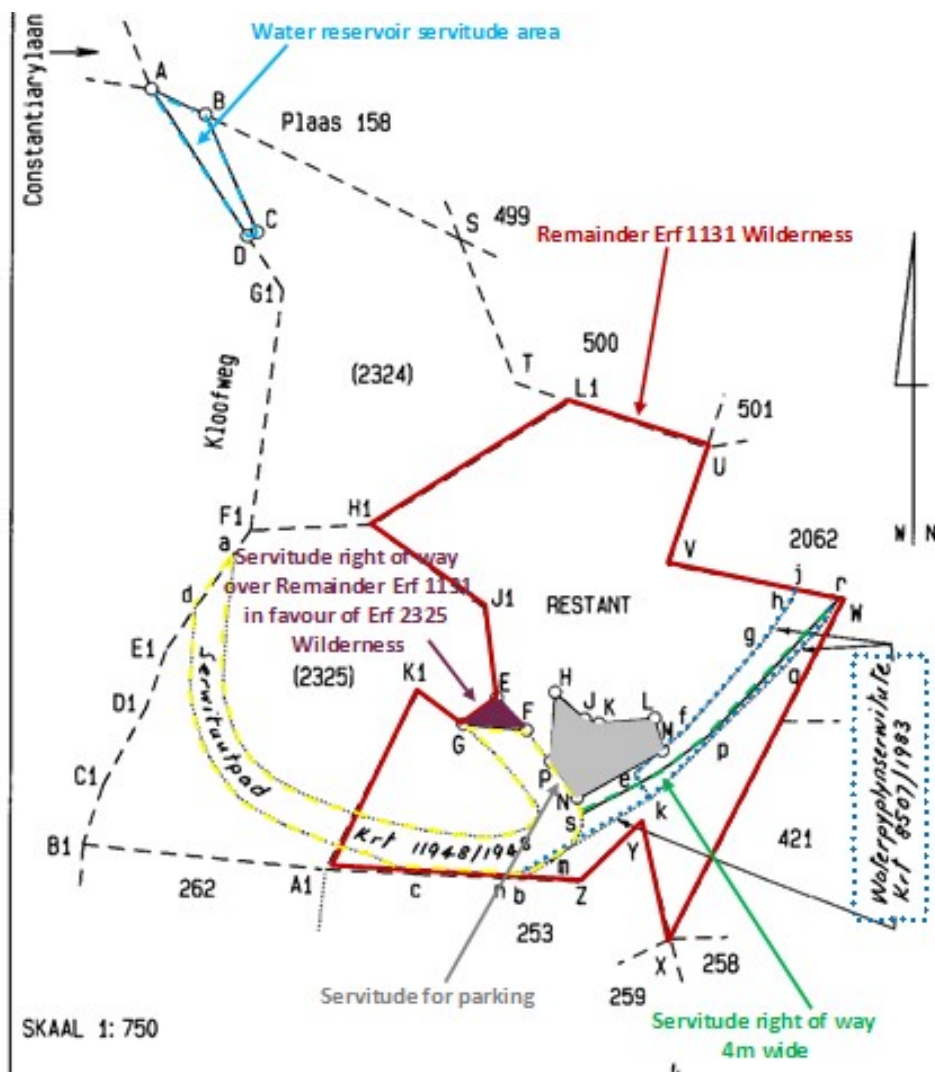 Constantiarylaan
Water reservoir servitude area
A
B
Plaas 158
C
D
S
499
G1
Remainder Erf 1131 Wilderness
Kloofweg
(2324)
T
500
L1
501
U
F1
a
H1
V
2062
W N
Servitude right of way
over Remainder Erf 1131
in favour of Erf 2325
Wilderness
d
J1
RESTANT
j
h
r
W
g
q
E1
(2325)
K1
E
H
J
K
L
D1
Serwituutpad
G
F
M
f
p
P
e
C1
N
k
s
Krt 11948/194
B1
Y
421
Waterpyplynserwitute
Krt 8507/1983
262
A1
c
n
b
m
Z
253
X
258
259
Servitude for parking
Servitude right of way
4m wide
SKAAL 1: 750